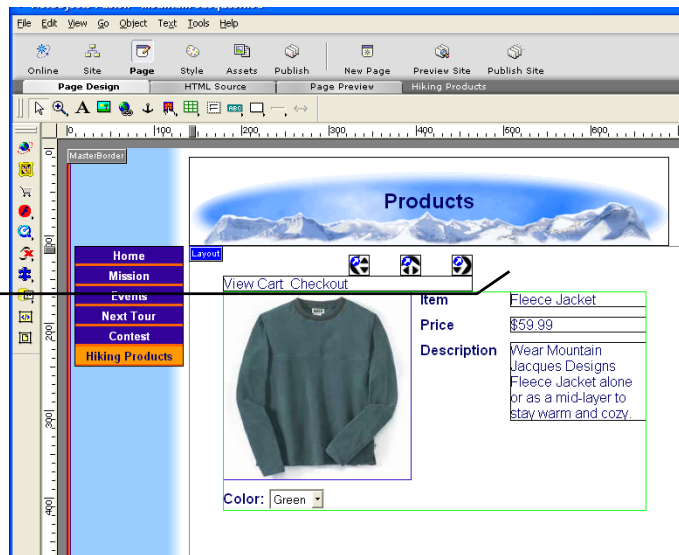 File Edit View Go Object Text Tools Help
Online Site Page Style Assets Publish New Page Preview Site Publish Site
Page Design HTML Source Page Preview Hiking Products
A ABC
0 100 200 300 400 500 600
MasterBorder
Products
Layout
Home
Mission
Events
Next Tour
Contest
Hiking Products
View Cart Checkout
Item Fleece Jacket
Price $59.99
Description Wear Mountain
Jacques Designs
Fleece Jacket alone
or as a mid-layer to
stay warm and cozy.
Color: Green